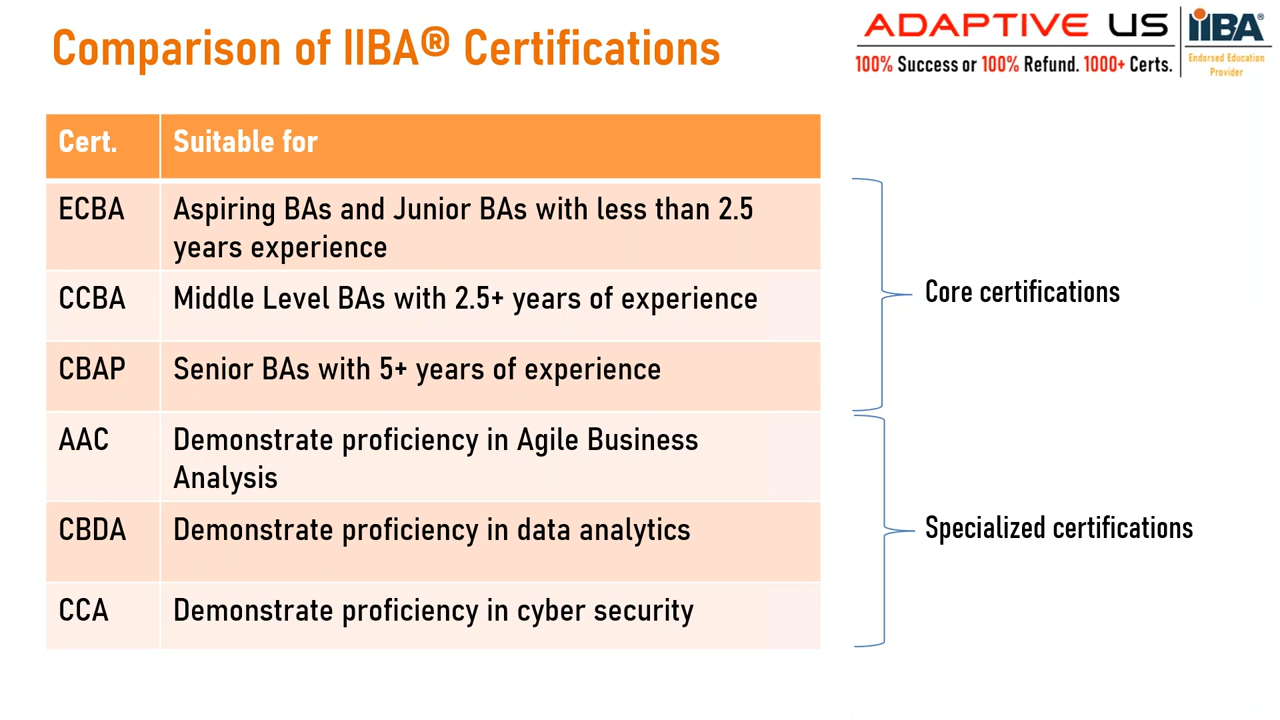 Comparison of IIBA® Certifications
ADAPTIVE US
100% Success or 100% Refund. 1000+ Certs.
IIBA®
Endorsed Education
Provider
Cert.
Suitable for
ECBA
Aspiring BAs and Junior BAs with less than 2.5
years experience
CCBA
Middle Level BAs with 2.5+ years of experience
CBAP
Senior BAs with 5+ years of experience
Core certifications
AAC
Demonstrate proficiency in Agile Business
Analysis
CBDA
Demonstrate proficiency in data analytics
CCA
Demonstrate proficiency in cyber security
Specialized certifications